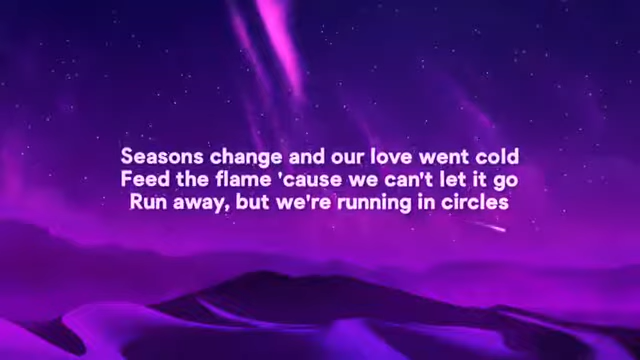 Seasons change and our love went cold
Feed the flame 'cause we can't let it go
Run away, but we're running in circles